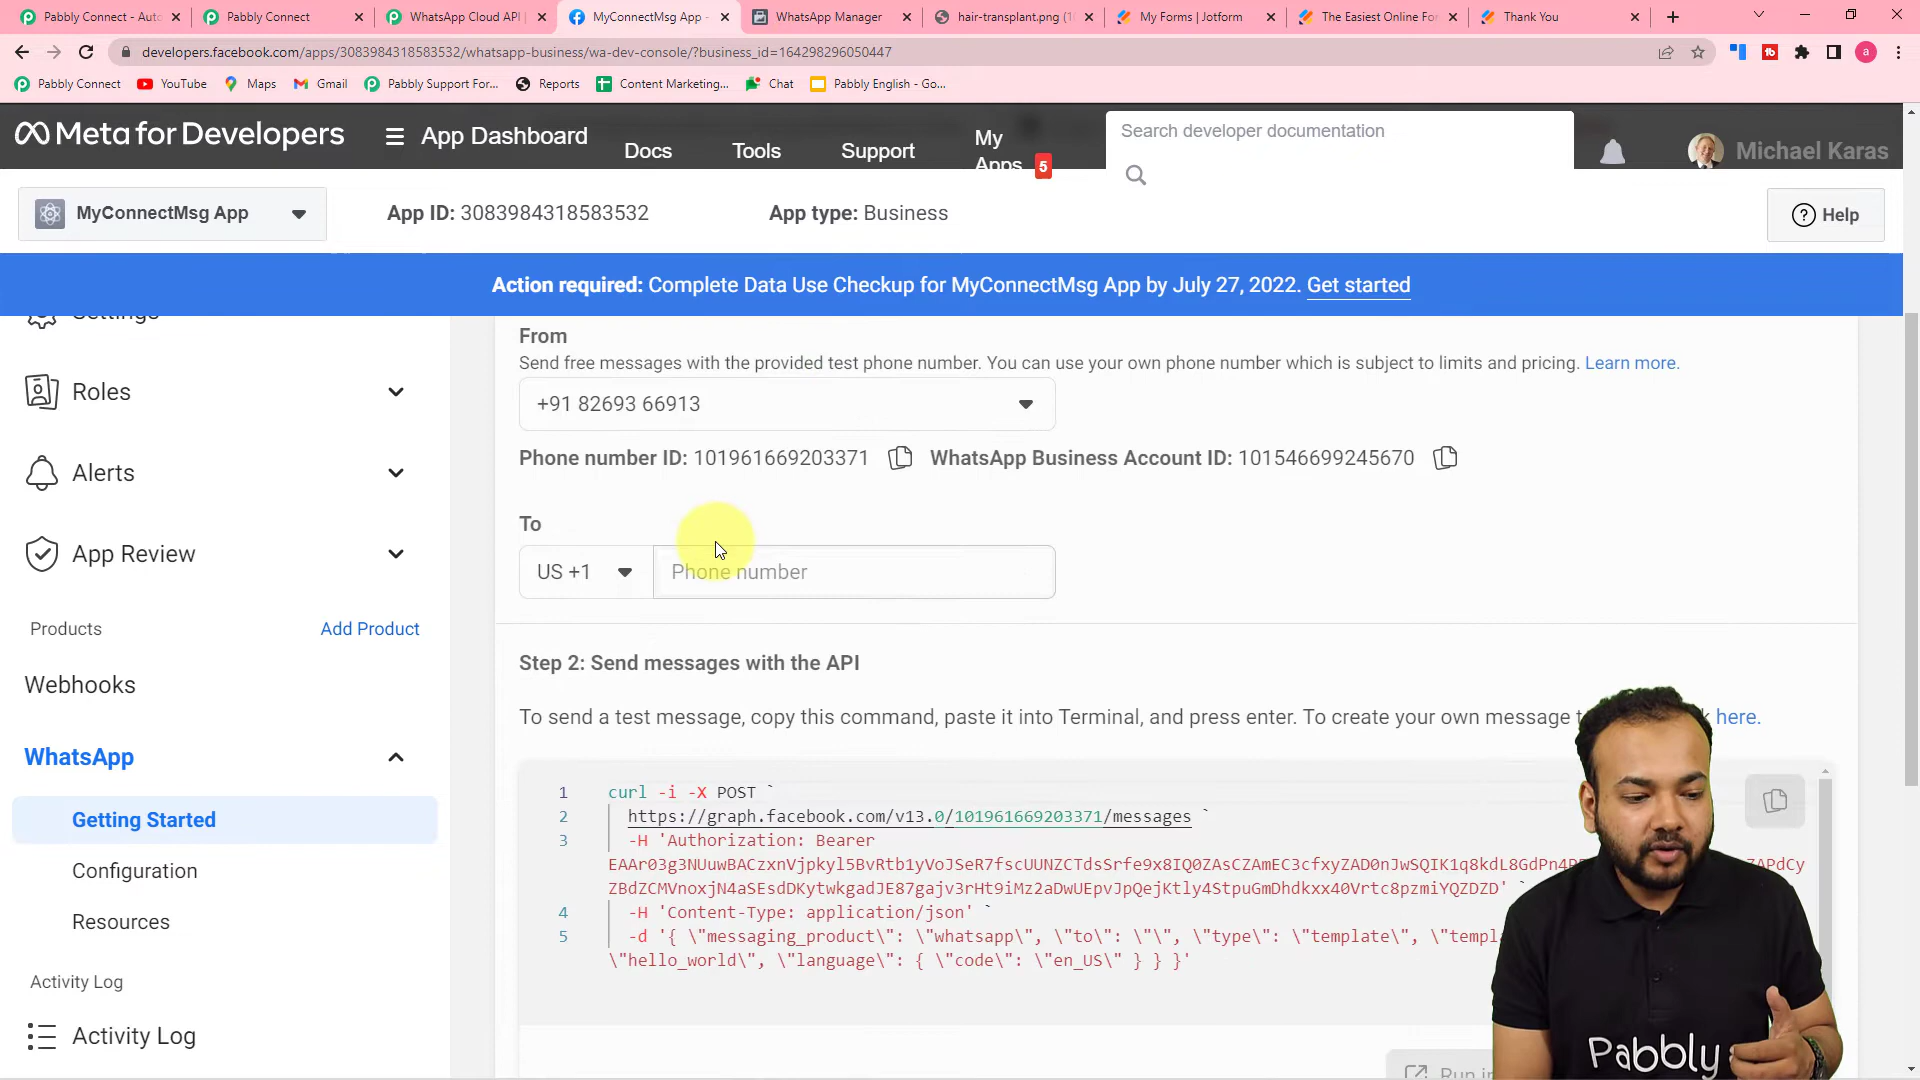 Pabbly Connect - Auto
Pabbly Connect
WhatsApp Cloud API
MyConnectMsg App -
WhatsApp Manager
hair-transplant.png (1
My Forms | Jotform
The Easiest Online For
Thank You
developers.facebook.com/apps/3083984318583532/whatsapp-business/wa-dev-console/?business_id=164298296050447
a
Pabbly Connect
YouTube
Maps
Gmail
Pabbly Support For...
Reports
Content Marketing...
Chat
Pabbly English - Go...
Meta for Developers
App Dashboard
Docs
Tools
Support
My Apps
5
Search developer documentation
Michael Karas
MyConnectMsg App
App ID: 3083984318583532
App type: Business
Help
Action required: Complete Data Use Checkup for MyConnectMsg App by July 27, 2022. Get started
Settings
Roles
Alerts
App Review
Products
Add Product
Webhooks
WhatsApp
Getting Started
Configuration
Resources
Activity Log
Activity Log
From
Send free messages with the provided test phone number. You can use your own phone number which is subject to limits and pricing. Learn more.
+91 82693 66913
Phone number ID: 101961669203371
WhatsApp Business Account ID: 101546699245670
To
US +1
Phone number
Step 2: Send messages with the API
To send a test message, copy this command, paste it into Terminal, and press enter. To create your own message here.
1 curl -i -X POST `
2 https://graph.facebook.com/v13.0/101961669203371/messages `
3 -H 'Authorization: Bearer
EAAr03g3NUuwBACzxnVjpkyl5BvRtb1yVoJSeR7fscUUNZCTdsSrfe9x8IQ0ZAsCZAmEC3cfxyZAD0nJwSQIK1q8kdL8GdPn4P ZAPdCy
ZBdZCMVnoxjN4aSEsdDKytwkgadJE87gajv3rHt9iMz2aDwUEpvJpQejKtly4StpuGmDhdkxx40Vrtc8pzmiYQZDZD' `
4 -H 'Content-Type: application/json' `
5 -d '{ \"messaging_product\": \"whatsapp\", \"to\": \"\", \"type\": \"template\", \"templ
\"hello_world\", \"language\": { \"code\": \"en_US\" } } }'
Run in
Pabbly